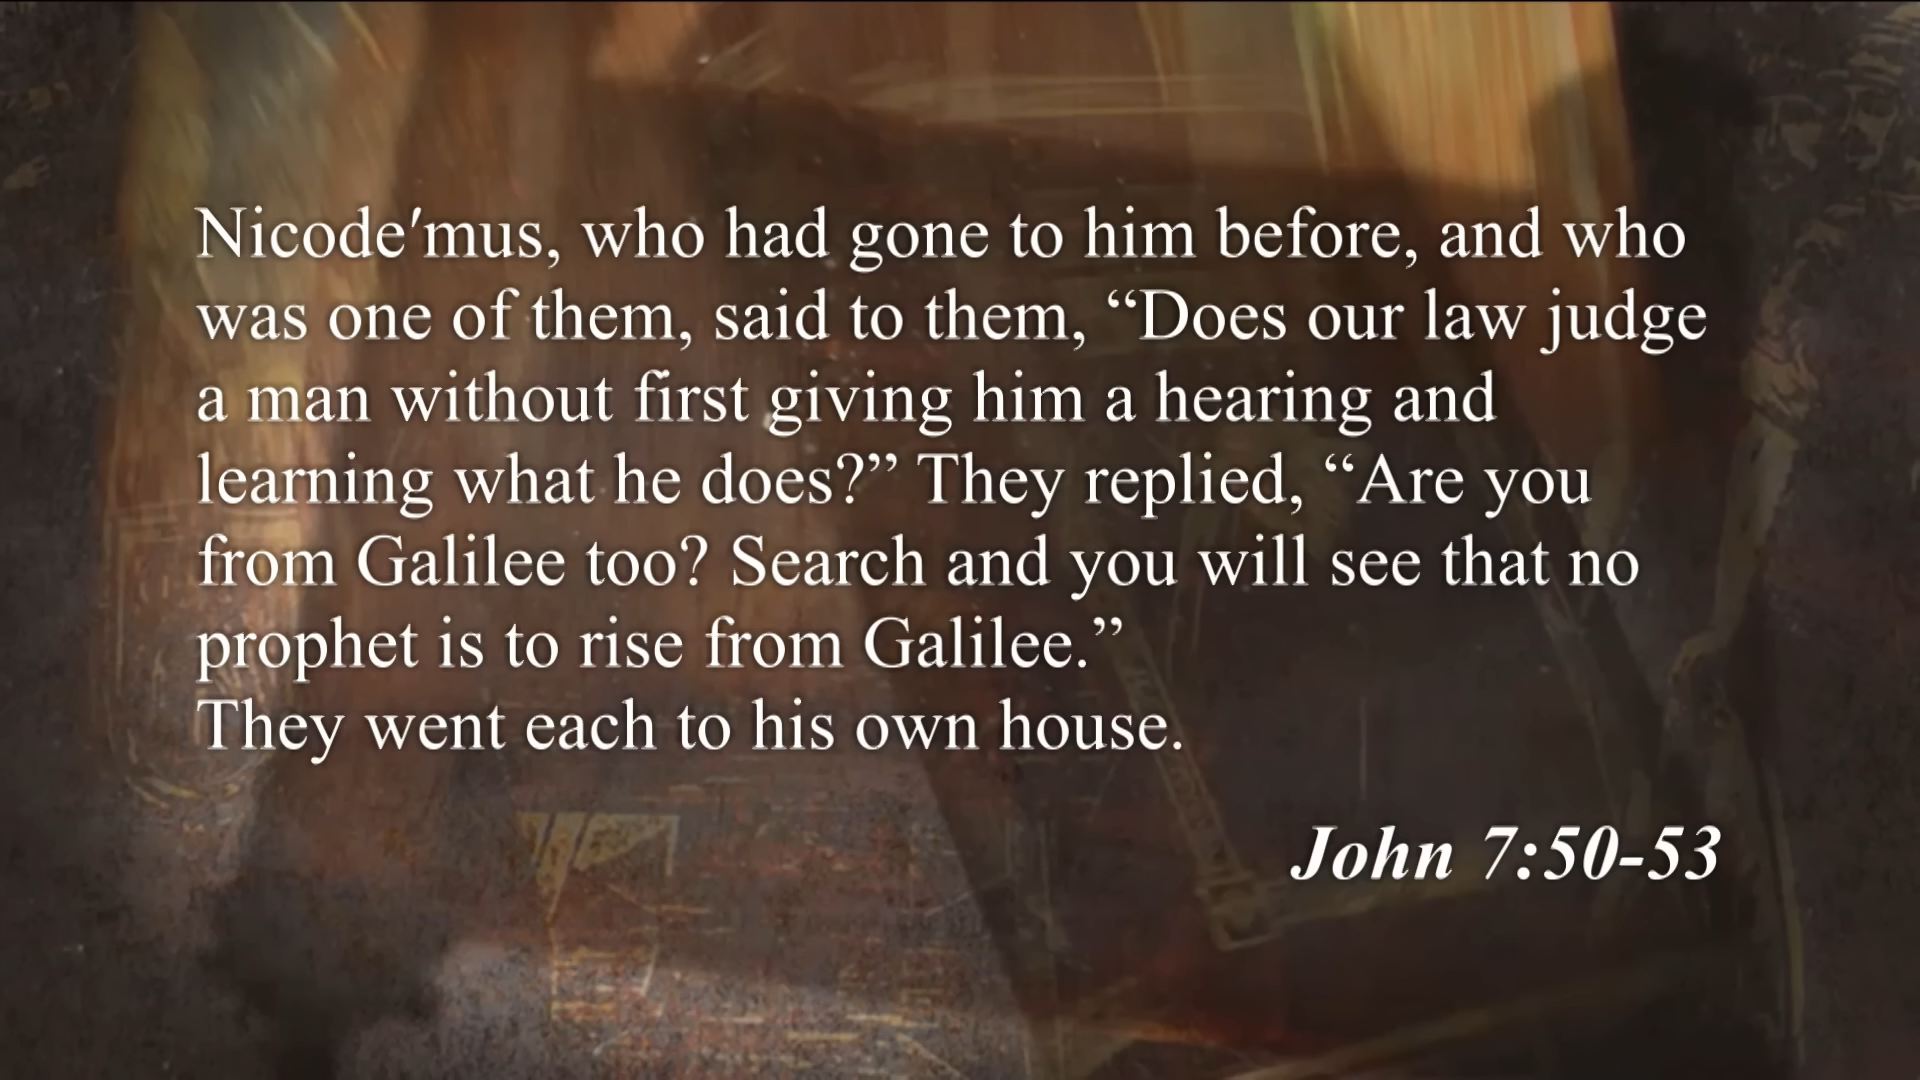 Nicode′mus, who had gone to him before, and who
was one of them, said to them, “Does our law judge
a man without first giving him a hearing and
learning what he does?” They replied, “Are you
from Galilee too? Search and you will see that no
prophet is to rise from Galilee.”
They went each to his own house.
John 7:50-53